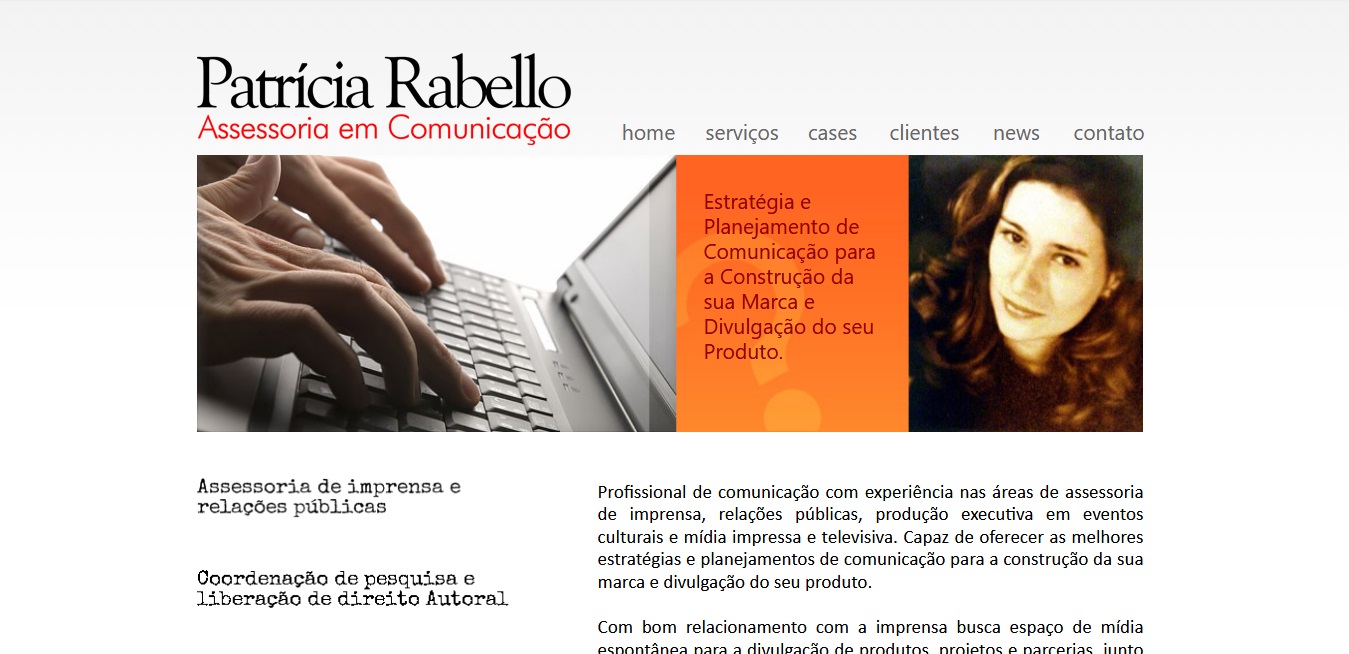 Patrícia Rabello
Assessoria em Comunicação
home serviços cases clientes news contato
Estratégia e
Planejamento de
Comunicação para
a Construção da
sua Marca e
Divulgação do seu
Produto.
Assessoria de imprensa e
relações públicas
Coordenação de pesquisa e
liberação de direito Autoral
Profissional de comunicação com experiência nas áreas de assessoria
de imprensa, relações públicas, produção executiva em eventos
culturais e mídia impressa e televisiva. Capaz de oferecer as melhores
estratégias e planejamentos de comunicação para a construção da sua
marca e divulgação do seu produto.
Com bom relacionamento com a imprensa busca espaço de mídia
espontânea para a divulgação de produtos, projetos e parcerias, junto